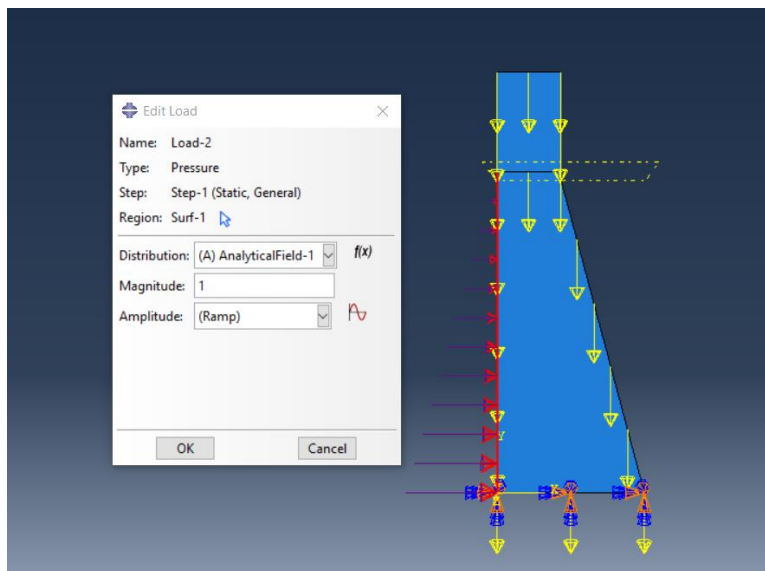 Edit Load
Name: Load-2
Type: Pressure
Step: Step-1 (Static, General)
Region: Surf-1
Distribution: (A) AnalyticalField-1 f(x)
Magnitude: 1
Amplitude: (Ramp)
OK Cancel
Y
X